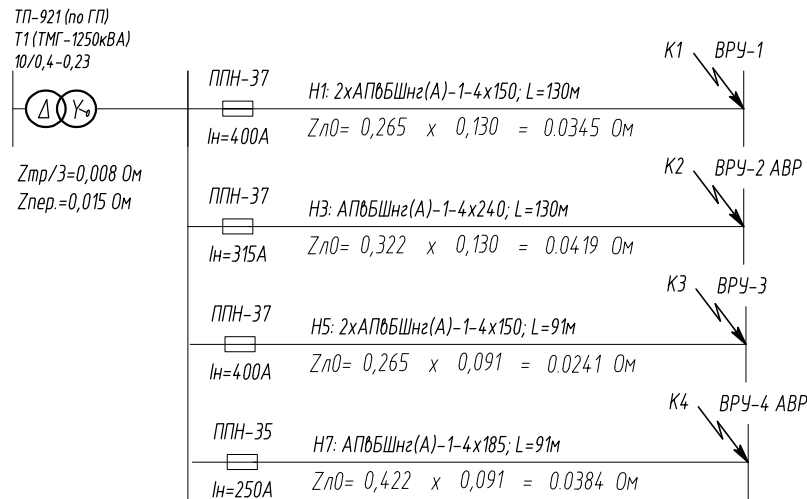 ТП-921 (по ГП)
Т1 (ТМГ-1250кВА)
10/0,4-0,23
Δ Y
Zтр/3=0,008 Ом
Zпер.=0,015 Ом
ППН-37
Iн=400А
Н1: 2хАПвБШнг(А)-1-4х150; L=130м
Zл0= 0,265 x 0,130 = 0.0345 Ом
К1 ВРУ-1
ППН-37
Iн=315А
Н3: АПвБШнг(А)-1-4х240; L=130м
Zл0= 0,322 x 0,130 = 0.0419 Ом
К2 ВРУ-2 АВР
ППН-37
Iн=400А
Н5: 2хАПвБШнг(А)-1-4х150; L=91м
Zл0= 0,265 x 0,091 = 0.0241 Ом
К3 ВРУ-3
ППН-35
Iн=250А
Н7: АПвБШнг(А)-1-4х185; L=91м
Zл0= 0,422 x 0,091 = 0.0384 Ом
К4 ВРУ-4 АВР